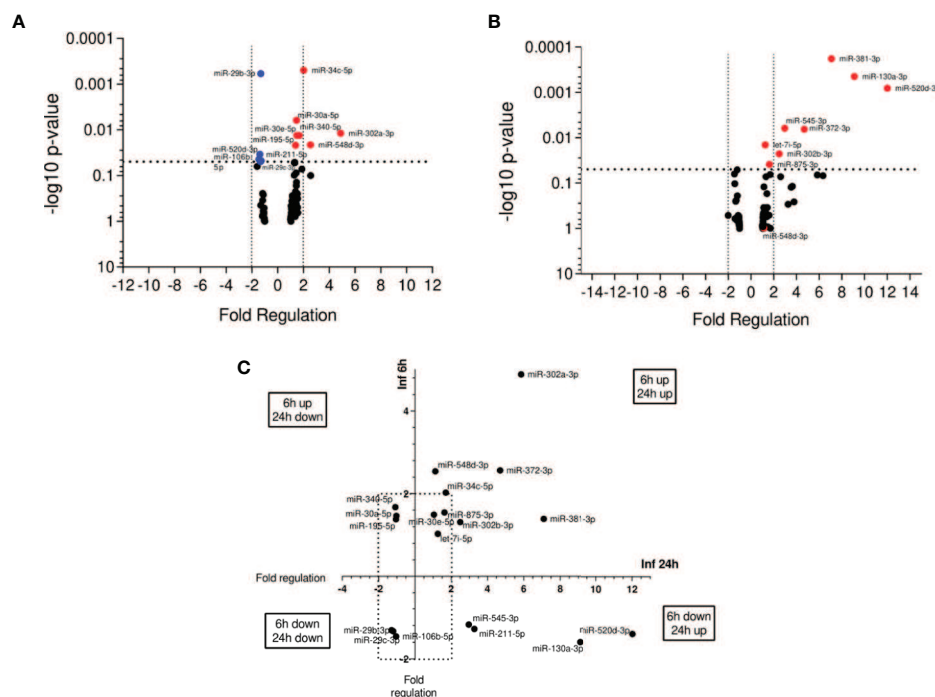 A
0.0001
0.001
0.01
0.1
1
10
-log10 p-value
miR-29b-3p
miR-34c-5p
miR-30a-5p
miR-30e-5p
miR-340-5p
miR-302a-3p
miR-195-5p
miR-548d-3p
miR-520d-3p
miR-211-5p
miR-106b
5p
miR-29c-3p
-12 -10 -8 -6 -4 -2 0 2 4 6 8 10 12
Fold Regulation
B
0.0001
0.001
0.01
0.1
1
10
-log10 p-value
miR-381-3p
miR-130a-3p
miR-520d-3
miR-545-3p
miR-372-3p
let-7i-5p
miR-302b-3p
miR-875-3p
miR-548d-3p
-14 -12 -10 -8 -6 -4 -2 0 2 4 6 8 10 12 14
Fold Regulation
C
Inf 6h
6h up
24h down
6h up
24h up
miR-302a-3p
4
miR-548d-3p
miR-372-3p
miR-34c-5p
2
miR-340-5p
miR-30a-5p
miR-195-5p
miR-875-3p
miR-30e-5p
miR-302b-3p
miR-381-3p
let-7i-5p
Inf 24h
Fold regulation
-4 -2 2 4 6 8 10 12
6h down
24h down
6h down
24h up
miR-545-3p
miR-29b-3p
miR-211-5p
miR-520d-3p
miR-29c-3p
miR-106b-5p
miR-130a-3p
-2
Fold
regulation